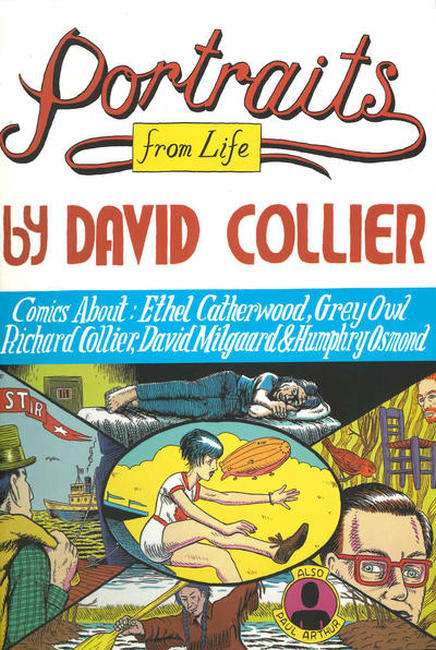 Portraits
from Life
by DAVID COLLIER
Comics About: Ethel Catherwood, Grey Owl
Richard Collier, David Milgaard & Humphry Osmond
STIR
ALSO
PAUL ARTHUR